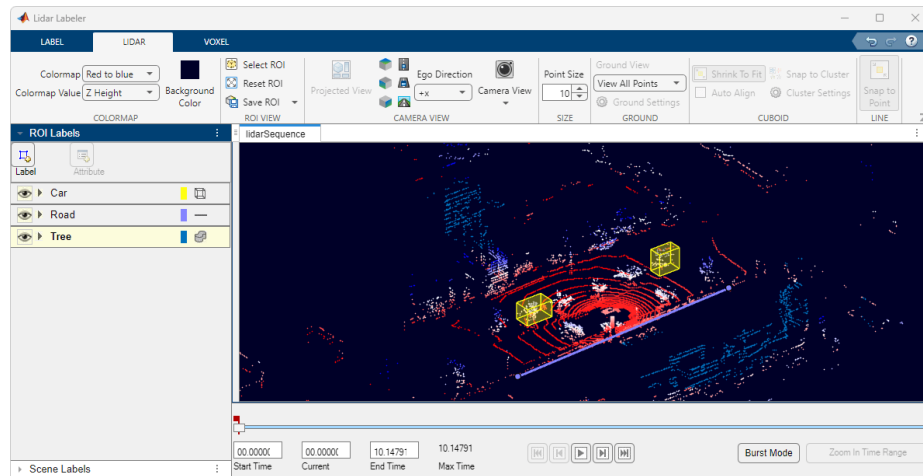 Lidar Labeler
LABEL LIDAR VOXEL
Colormap Red to blue
Colormap Value Z Height
Background Color
COLORMAP
Select ROI
Reset ROI
Save ROI
ROI VIEW
Projected View
Ego Direction
+x
Camera View
CAMERA VIEW
Point Size
10
SIZE
Ground View
View All Points
Ground Settings
GROUND
Shrink To Fit
Snap to Cluster
Auto Align
Cluster Settings
CUBOID
Snap to Point
LINE
ROI Labels
lidarSequence
Label
Attribute
Car
Road
Tree
00.0000
00.0000
10.14791
10.14791
Start Time
Current
End Time
Max Time
Burst Mode
Zoom In Time Range
Scene Labels